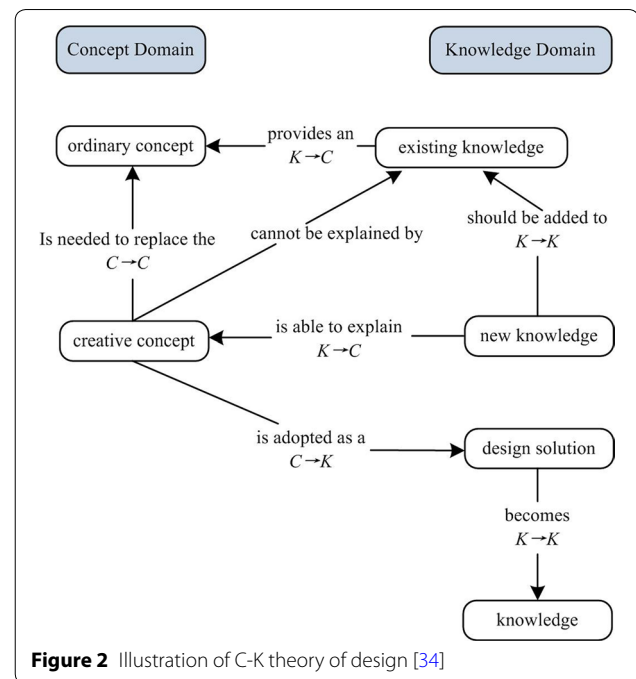 Concept Domain
Knowledge Domain
ordinary concept
provides an
K→C
existing knowledge
Is needed to replace the
C→C
cannot be explained by
should be added to
K→K
creative concept
is able to explain
K→C
new knowledge
is adopted as a
C→K
design solution
becomes
K→K
knowledge
Figure 2 Illustration of C-K theory of design [34]